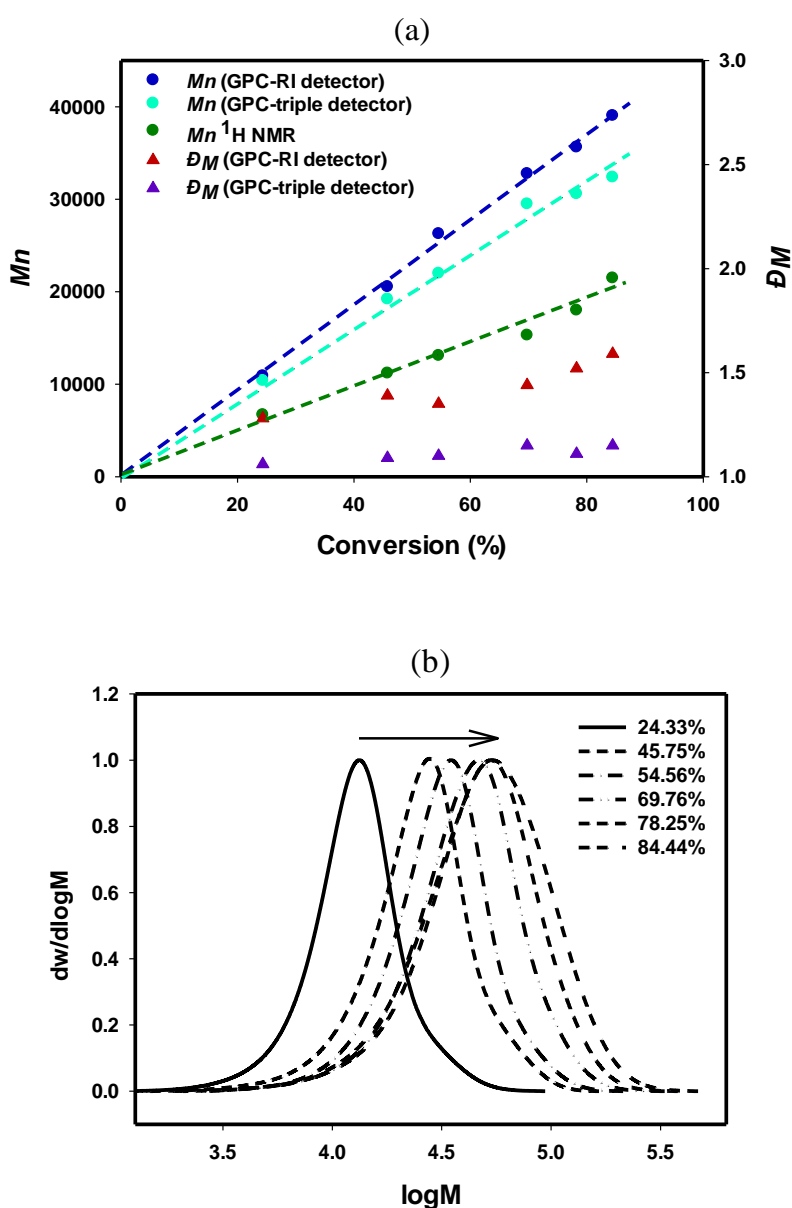 (a)
Mn (GPC-RI detector)
Mn (GPC-triple detector)
Mn ¹H NMR
ĐM (GPC-RI detector)
ĐM (GPC-triple detector)
40000
30000
20000
10000
0
Mn
3.0
2.5
2.0
1.5
1.0
ĐM
0 20 40 60 80 100
Conversion (%)
(b)
1.2
1.0
0.8
0.6
0.4
0.2
0.0
dw/dlogM
24.33%
45.75%
54.56%
69.76%
78.25%
84.44%
3.5 4.0 4.5 5.0 5.5
logM